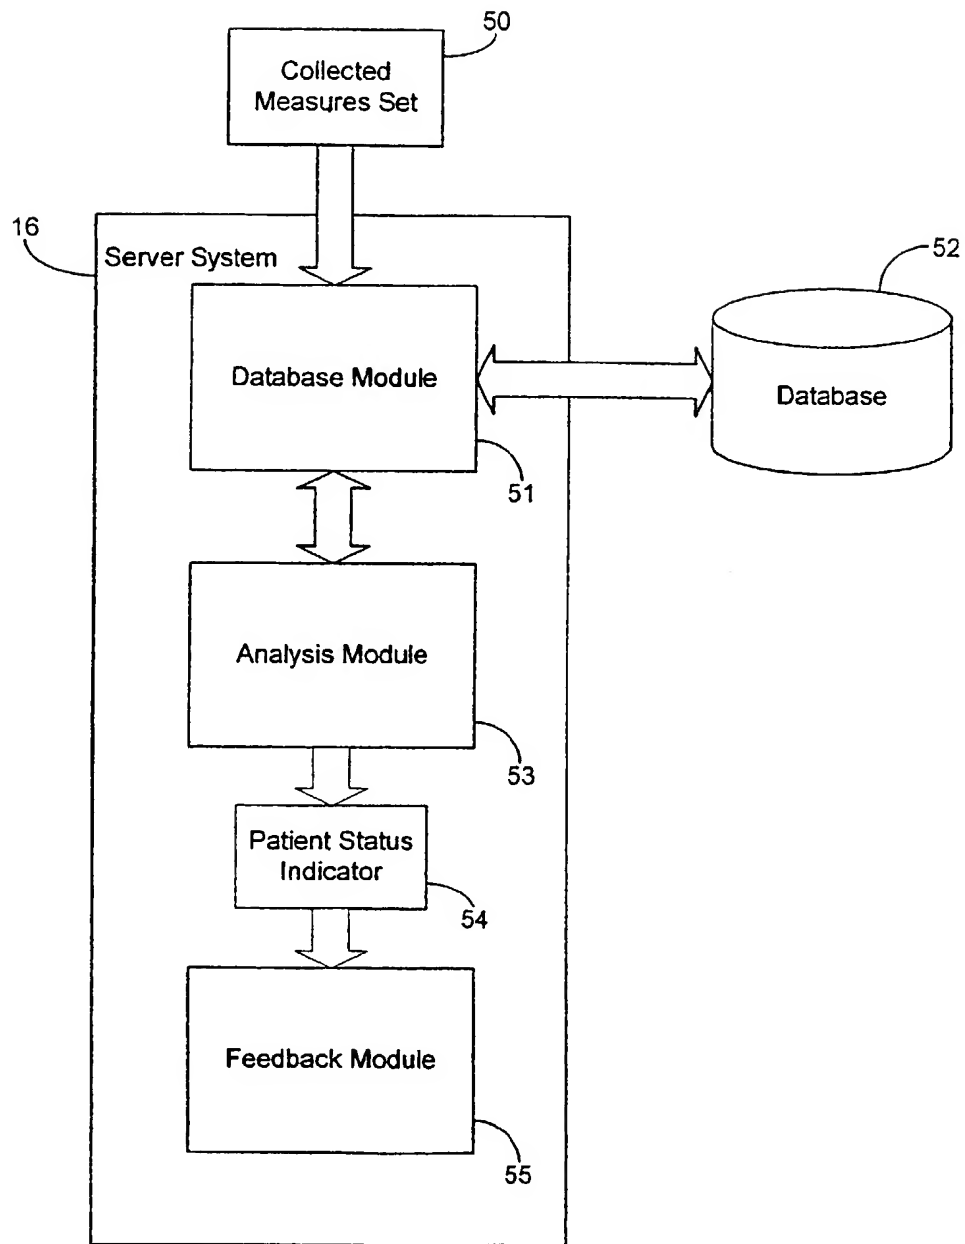 50
Collected
Measures Set
16
Server System
52
Database Module
Database
51
Analysis Module
53
Patient Status
Indicator
54
Feedback Module
55